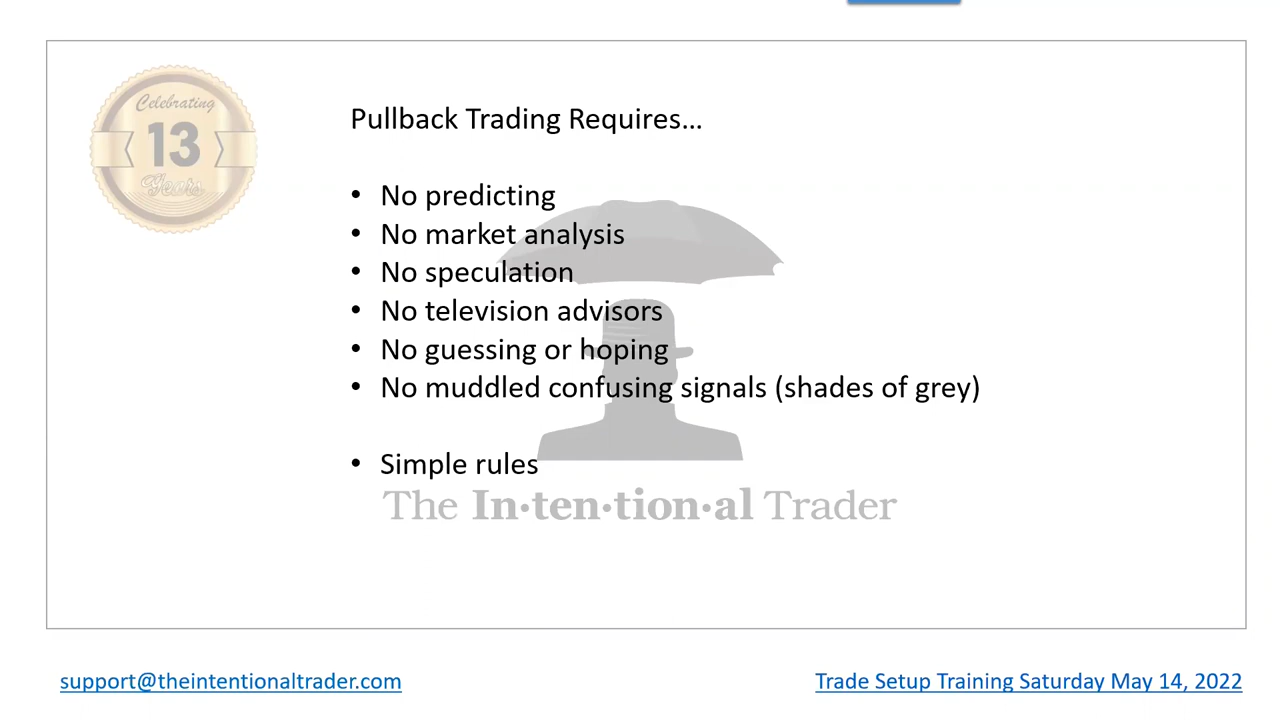 Celebrating
13
Years
Pullback Trading Requires...
• No predicting
• No market analysis
• No speculation
• No television advisors
• No guessing or hoping
• No muddled confusing signals (shades of grey)
• Simple rules
The In·ten·tion·al Trader
support@theintentionaltrader.com
Trade Setup Training Saturday May 14, 2022